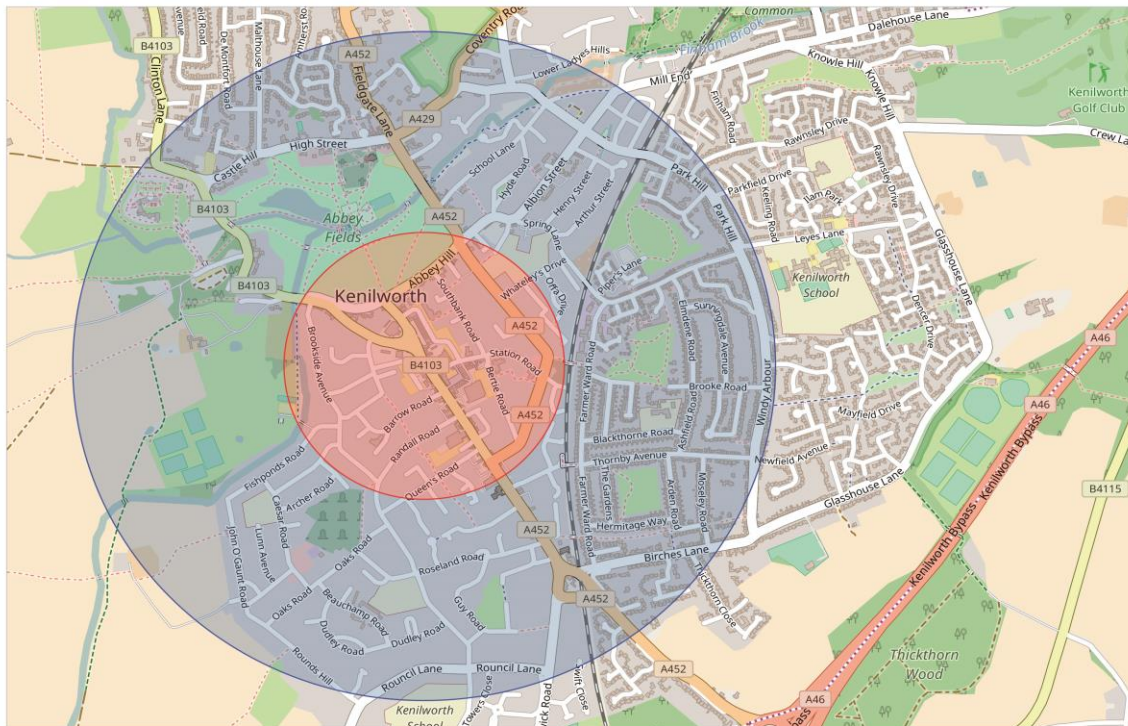 B4103
Clinton Lane
De Montfort Road
Malthouse Lane
A452
Fieldgate Lane
Coventry Road
A429
Common
Finham Brook
Dalehouse Lane
Lower Ladyes Hills
Mill End
Knowle Hill
Knowle Hill
Kenilworth
Golf Club
Crew La
Finham Road
Rawnsley Drive
Rawnsley Drive
Castle Hill
High Street
School Lane
Hyde Road
Albion Street
Henry Street
Arthur Street
Spring Lane
Park Hill
Park Hill
Parkfield Drive
Keeling Road
Ilam Park
Leyes Lane
Glasshouse Lane
B4103
Abbey
Fields
A452
Abbey Hill
Whateley's Drive
Offa Drive
Piper's Lane
Kenilworth
School
Dencer Drive
B4103
Kenilworth
Southbank Road
A452
Elmdene Road
Sunningdale Avenue
A46
Brookside Avenue
B4103
Station Road
Bertie Road
Farmer Ward Road
Brooke Road
Windy Arbour
Mayfield Drive
A46
Barrow Road
A452
Ashfield Road
Blackthorne Road
Randall Road
Thornby Avenue
Newfield Avenue
Kenilworth Bypass
Fishponds Road
Queen's Road
The Gardens
Arden Road
Moseley Road
Glasshouse Lane
B4115
Archer Road
Caesar Road
Farmer Ward Road
Hermitage Way
John O'Gaunt Road
Lunn Avenue
Oaks Road
Roseland Road
A452
Birches Lane
Kenilworth Bypass
Oaks Road
Beauchamp Road
Guy Road
A452
Thickthorn Close
Dudley Road
Dudley Road
Rounds Hill
Rouncil Lane
Rouncil Lane
A452
Thickthorn
Wood
Kenilworth
School
Towers Close
wick Road
Swift Close
A46
pass